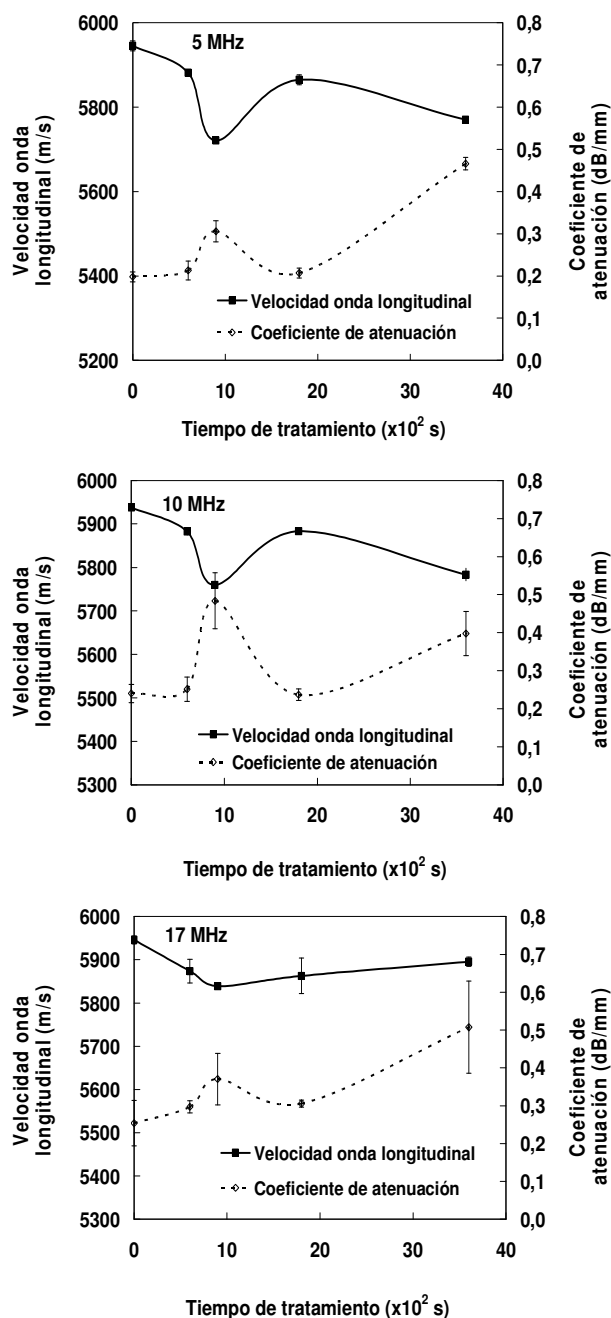 5 MHz
6000
5800
5600
5400
5200
0,8
0,7
0,6
0,5
0,4
0,3
0,2
0,1
0,0
Velocidad onda
longitudinal (m/s)
Coeficiente de
atenuación (dB/mm)
Velocidad onda longitudinal
Coeficiente de atenuación
0 10 20 30 40
Tiempo de tratamiento (x10² s)
10 MHz
6000
5900
5800
5700
5600
5500
5400
5300
0,8
0,7
0,6
0,5
0,4
0,3
0,2
0,1
0,0
Velocidad onda
longitudinal (m/s)
Coeficiente de
atenuación (dB/mm)
Velocidad onda longitudinal
Coeficiente de atenuación
0 10 20 30 40
Tiempo de tratamiento (x10² s)
17 MHz
6000
5900
5800
5700
5600
5500
5400
5300
0,8
0,7
0,6
0,5
0,4
0,3
0,2
0,1
0,0
Velocidad onda
longitudinal (m/s)
Coeficiente de
atenuación (dB/mm)
Velocidad onda longitudinal
Coeficiente de atenuación
0 10 20 30 40
Tiempo de tratamiento (x10² s)